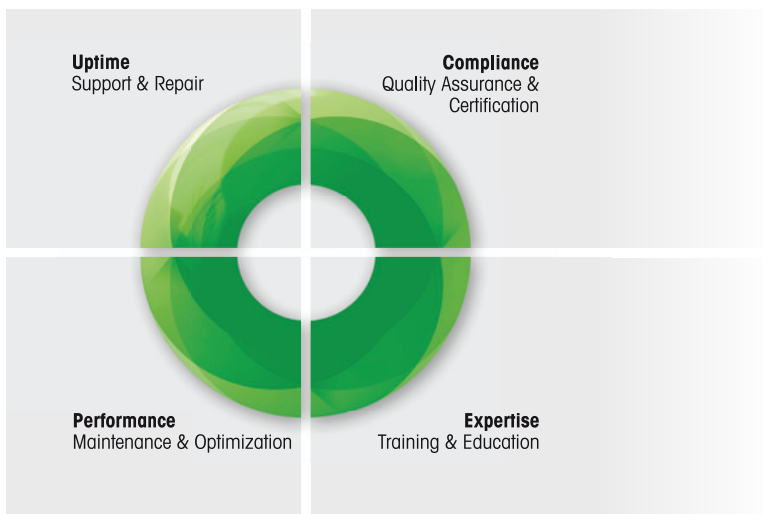 Uptime
Support & Repair
Compliance
Quality Assurance &
Certification
Performance
Maintenance & Optimization
Expertise
Training & Education